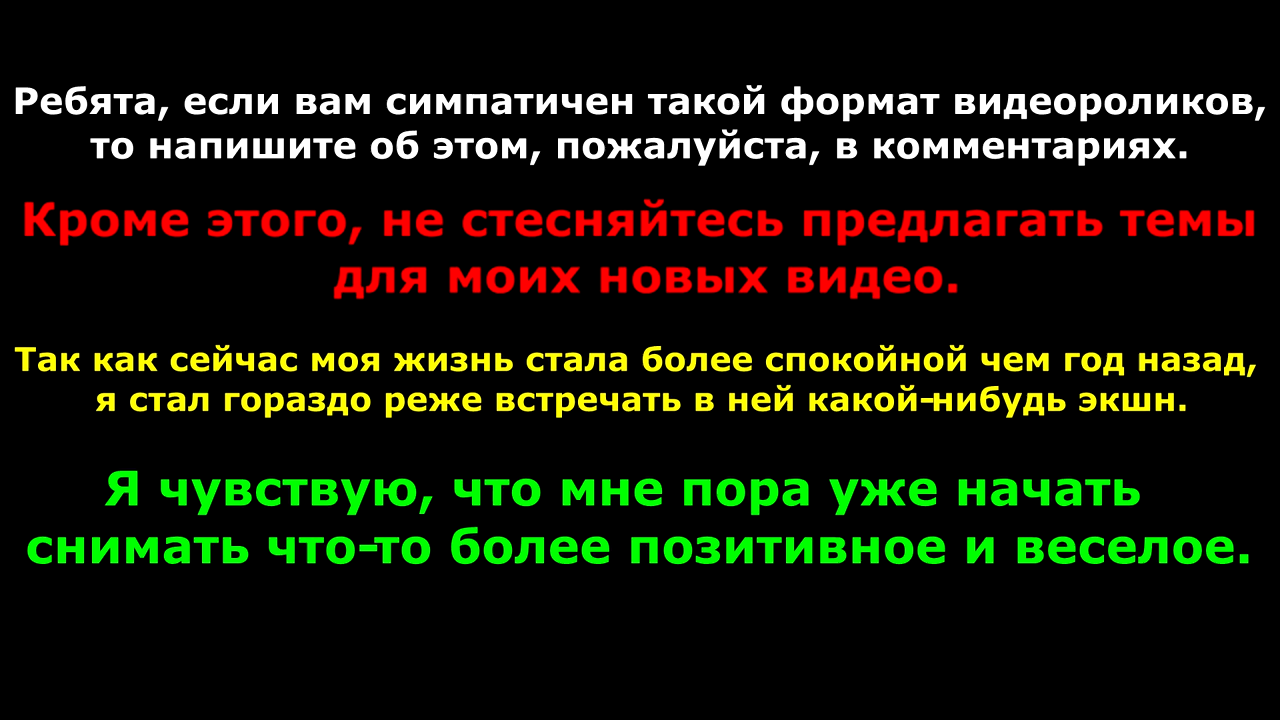 Ребята, если вам симпатичен такой формат видеороликов,
то напишите об этом, пожалуйста, в комментариях.
Кроме этого, не стесняйтесь предлагать темы
для моих новых видео.
Так как сейчас моя жизнь стала более спокойной чем год назад,
я стал гораздо реже встречать в ней какой-нибудь экшн.
Я чувствую, что мне пора уже начать
снимать что-то более позитивное и веселое.